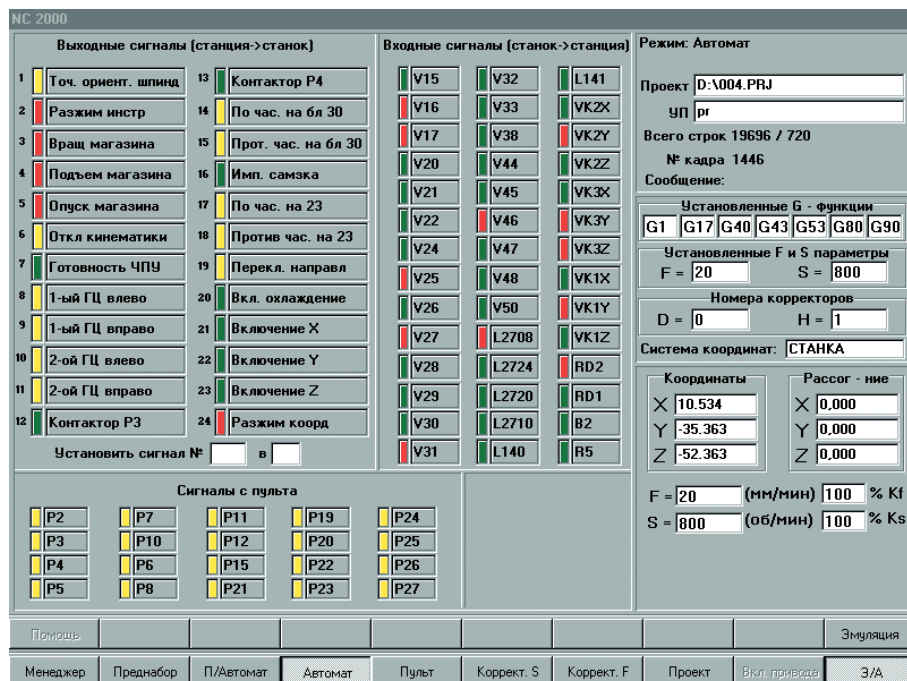 NC 2000
Выходные сигналы (станция->станок)
1 Точ. ориент. шпинд
2 Разжим инстр
3 Вращ магазина
4 Подъем магазина
5 Опуск магазина
6 Откл кинематики
7 Готовность ЧПУ
8 1-ый ГЦ влево
9 1-ый ГЦ вправо
10 2-ой ГЦ влево
11 2-ой ГЦ вправо
12 Контактор Р3
13 Контактор Р4
14 По час. на бл 30
15 Прот. час. на бл 30
16 Имп. самзка
17 По час. на 23
18 Против час. на 23
19 Перекл. направл
20 Вкл. охлаждение
21 Включение X
22 Включение Y
23 Включение Z
24 Разжим коорд
Установить сигнал № в
Входные сигналы (станок->станция)
V15 V32 L141
V16 V33 VK2X
V17 V38 VK2Y
V20 V44 VK2Z
V21 V45 VK3X
V22 V46 VK3Y
V24 V47 VK3Z
V25 V48 VK1X
V26 V50 VK1Y
V27 L2708 VK1Z
V28 L2724 RD2
V29 L2720 RD1
V30 L2710 B2
V31 L140 R5
Режим: Автомат
Проект D:\004.PRJ
УП pr
Всего строк 19696 / 720
№ кадра 1446
Сообщение:
Установленные G - функции
G1 G17 G40 G43 G53 G80 G90
Установленные F и S параметры
F = 20 S = 800
Номера корректоров
D = 0 H = 1
Система координат: СТАНКА
Координаты Рассог - ние
X 10.534 X 0,000
Y -35.363 Y 0,000
Z -52.363 Z 0,000
F = 20 (мм/мин) 100 % Kf
S = 800 (об/мин) 100 % Ks
Сигналы с пульта
P2 P7 P11 P19 P24
P3 P10 P12 P20 P25
P4 P6 P15 P22 P26
P5 P8 P21 P23 P27
Помощь Эмуляция
Менеджер Преднабор П/Автомат Автомат Пульт Коррект. S Коррект. F Проект Вкл. привода Э/А